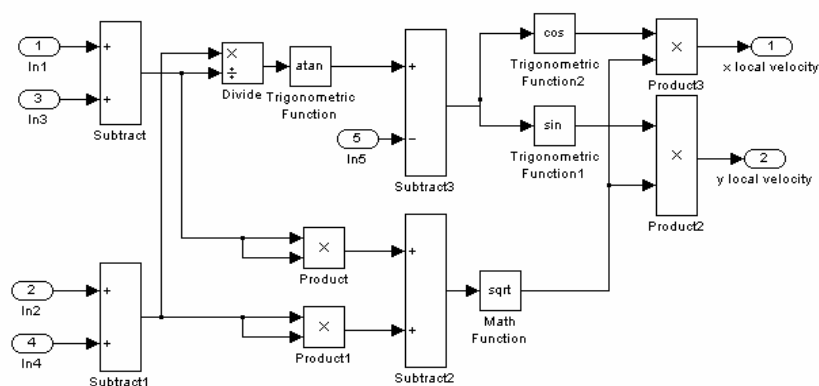 1
In1
3
In3
+
+
Subtract
×
÷
Divide
atan
Trigonometric
Function
5
In5
+
−
Subtract3
cos
Trigonometric
Function2
sin
Trigonometric
Function1
×
Product3
1
x local velocity
×
Product2
2
y local velocity
2
In2
4
In4
+
+
Subtract1
×
Product
×
Product1
+
+
Subtract2
sqrt
Math
Function